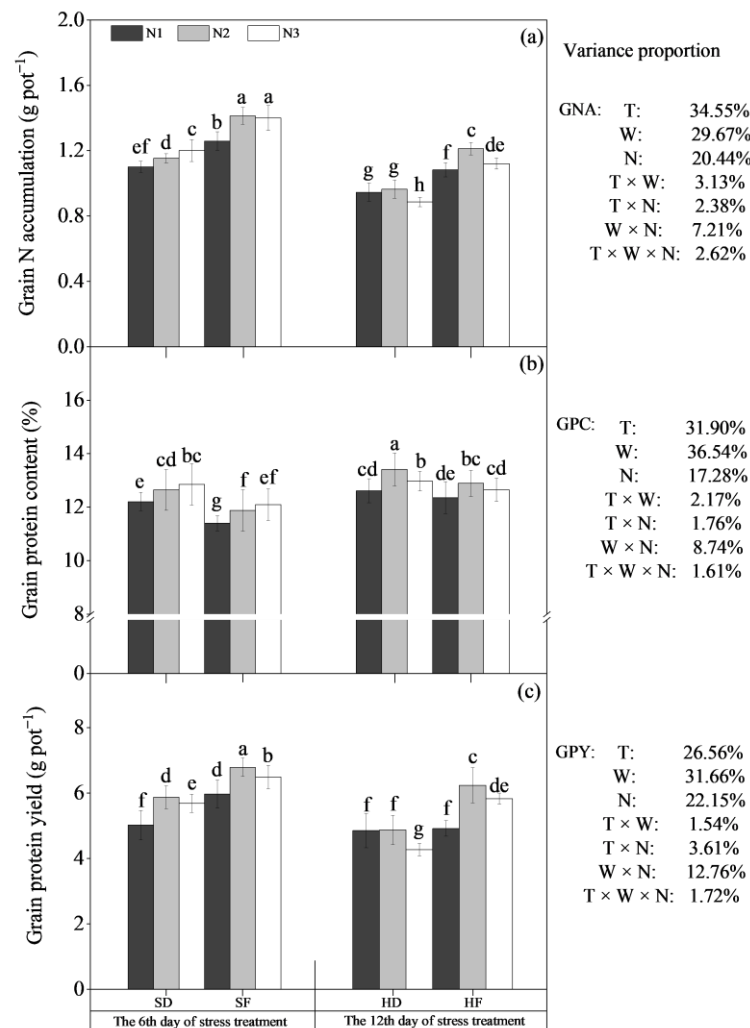 N1 N2 N3
(a)
Grain N accumulation (g pot⁻¹)
1.6
1.2
0.8
0.4
0.0
ef d c b a a g g h f c de
Variance proportion
GNA: T: 34.55%
W: 29.67%
N: 20.44%
T × W: 3.13%
T × N: 2.38%
W × N: 7.21%
T × W × N: 2.62%
(b)
Grain protein content (%)
2.0
16
14
12
10
8
0
e cd bc e f ef cd a b de bc cd
GPC: T: 31.90%
W: 36.54%
N: 17.28%
T × W: 2.17%
T × N: 1.76%
W × N: 8.74%
T × W × N: 1.61%
(c)
Grain protein yield (g pot⁻¹)
8
6
4
2
0
f d e d a b f f g f c de
GPY: T: 26.56%
W: 31.66%
N: 22.15%
T × W: 1.54%
T × N: 3.61%
W × N: 12.76%
T × W × N: 1.72%
SD SF HD HF
The 6th day of stress treatment The 12th day of stress treatment